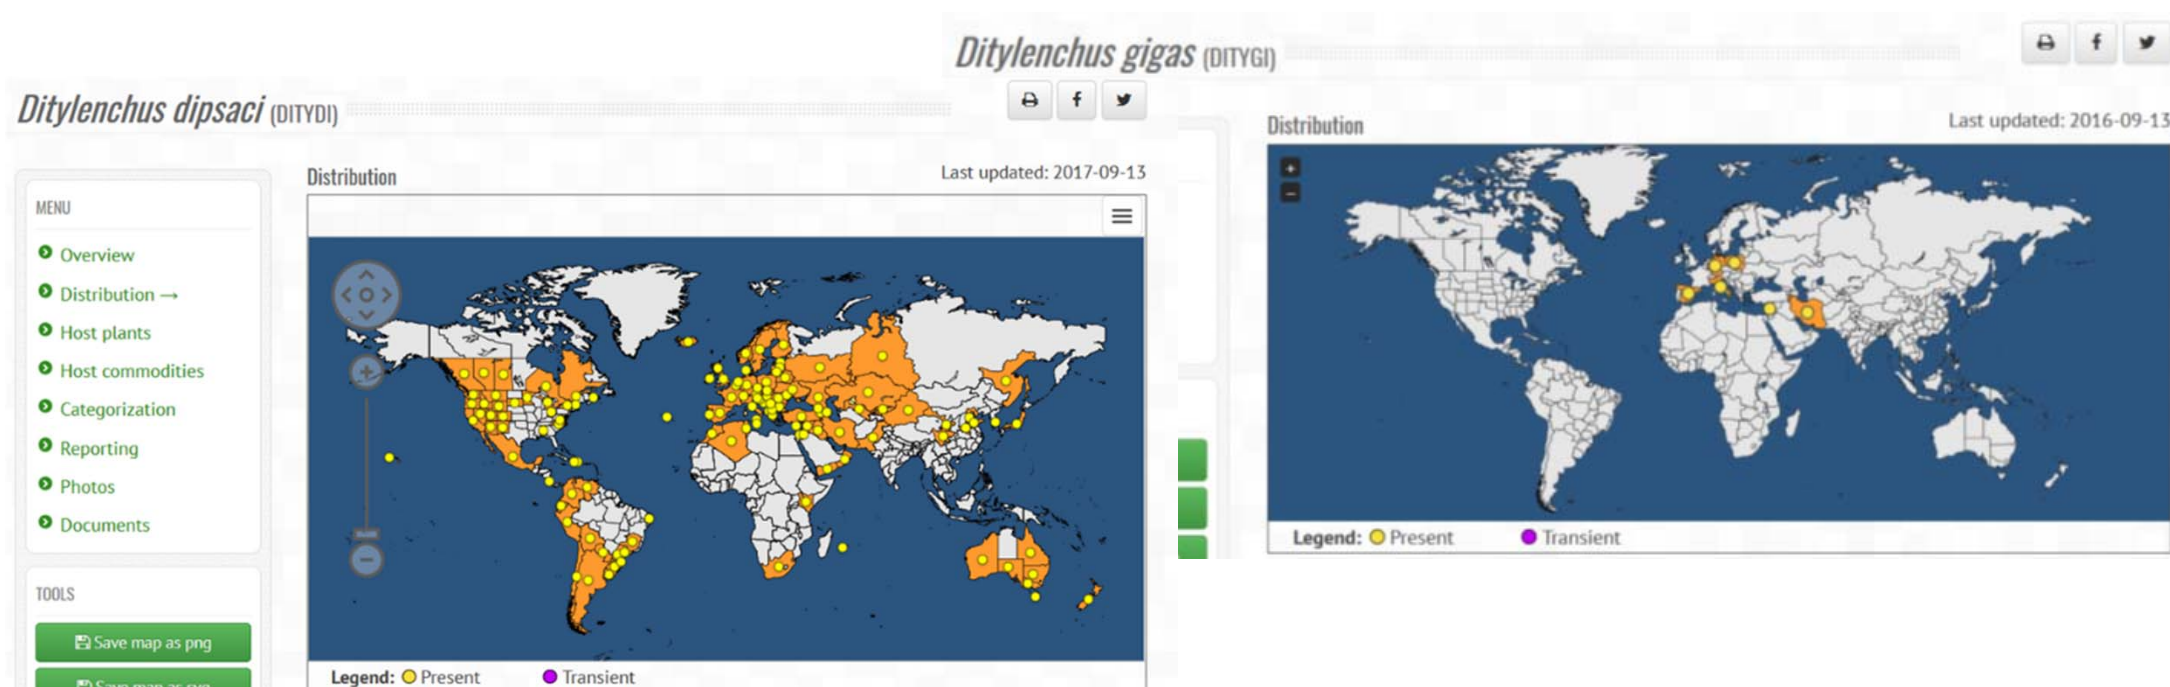 Ditylenchus dipsaci (DITYDI)
MENU
Overview
Distribution →
Host plants
Host commodities
Categorization
Reporting
Photos
Documents
TOOLS
Save map as png
Distribution
Last updated: 2017-09-13
Legend: Present Transient
Ditylenchus gigas (DITYGI)
Distribution
Last updated: 2016-09-13
Legend: Present Transient